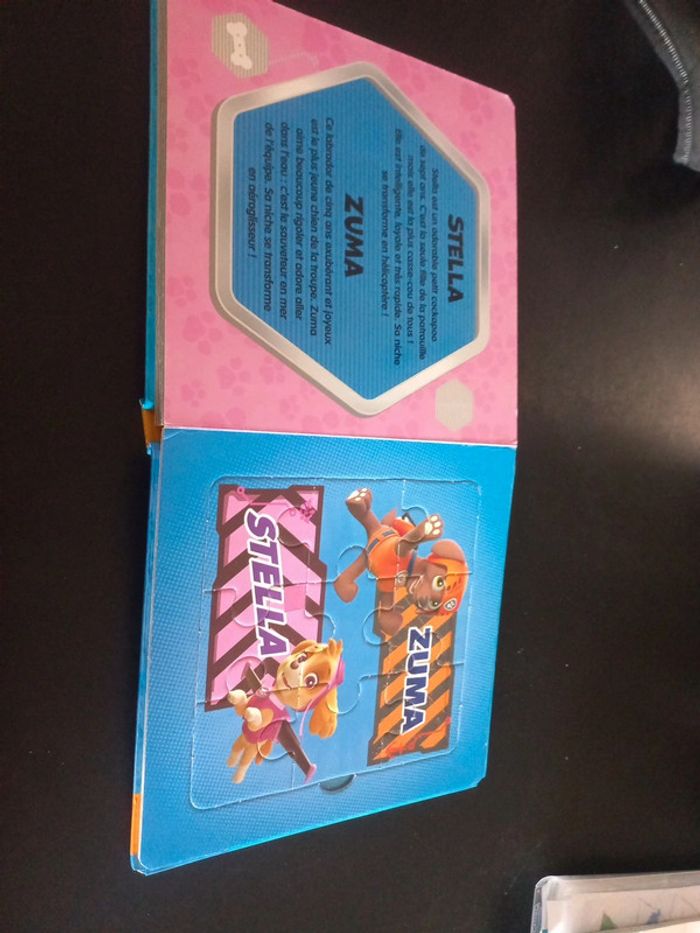 STELLA
Stella est un adorable petit cockapoo
de sept ans. C'est la seule fille de la patrouille
mais elle est la plus casse-cou de tous !
Elle est intelligente, loyale et très rapide. Sa niche
se transforme en hélicoptère !
ZUMA
Ce labrador de cinq ans exubérant et joyeux
est le plus jeune chien de la troupe. Zuma
aime beaucoup rigoler et adore aller
dans l'eau : c'est le sauveteur en mer
de l'équipe. Sa niche se transforme
en aéroglisseur !
ZUMA
STELLA